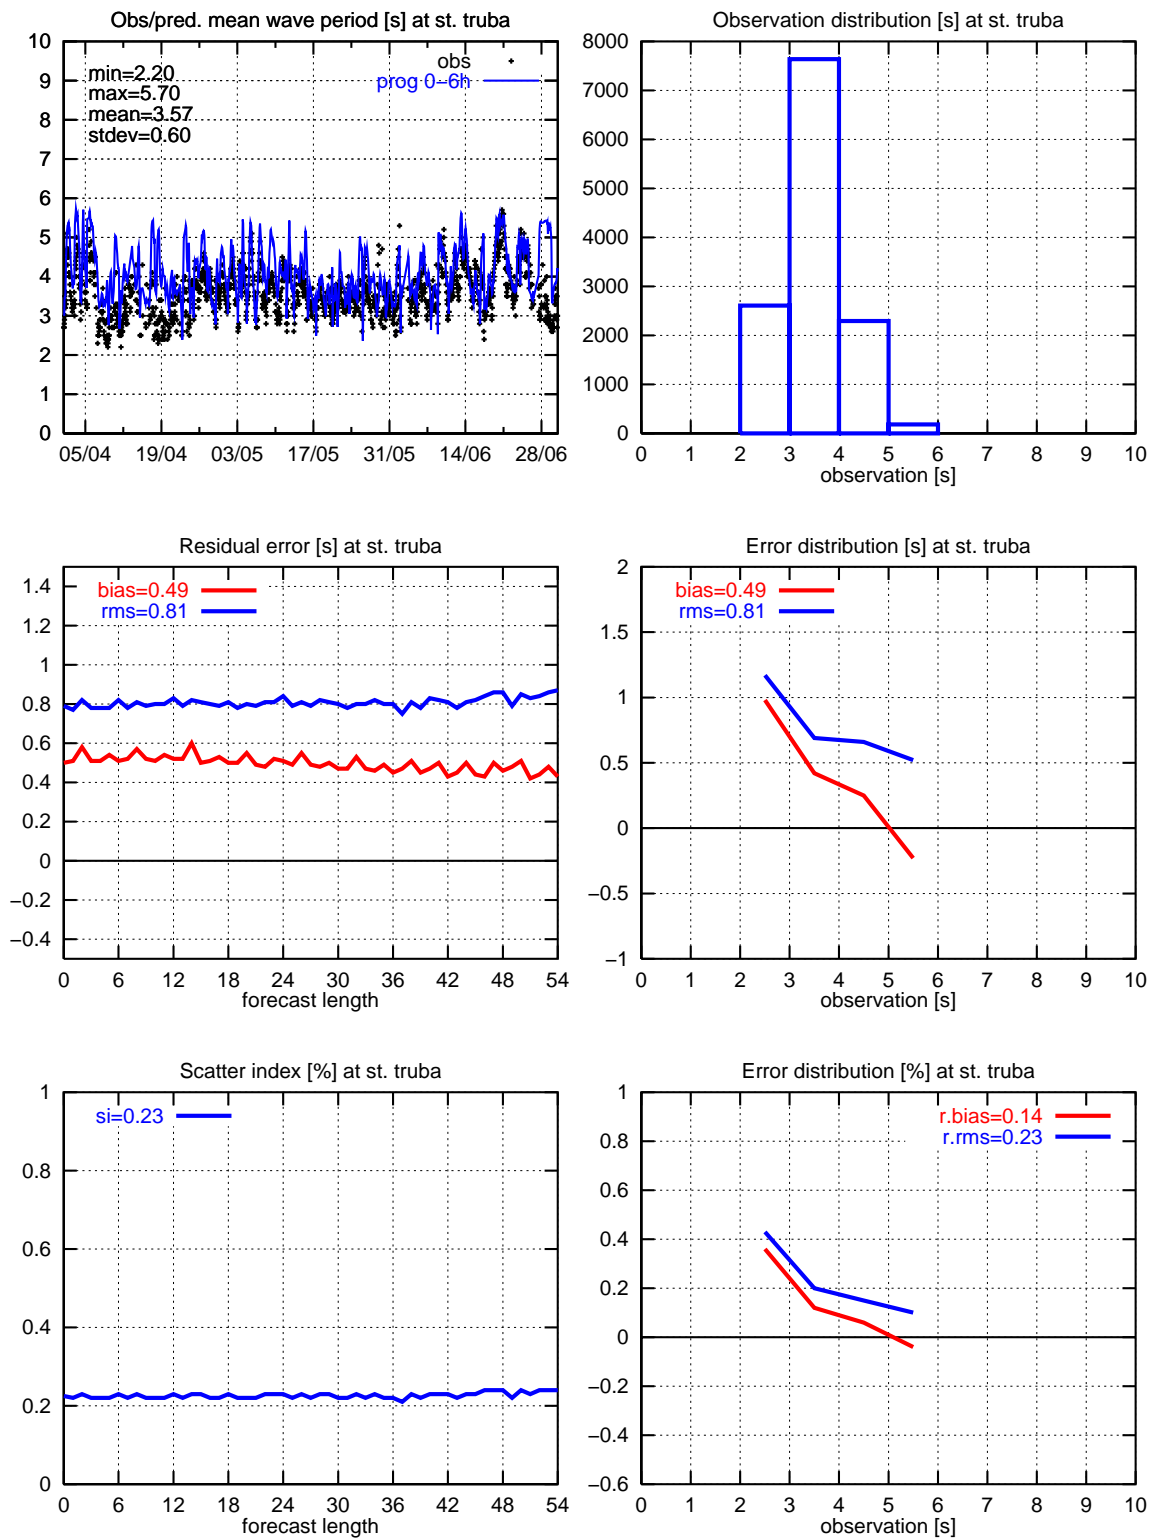 Obs/pred. mean wave period [s] at st. truba
10
9
8
7
6
5
4
3
2
1
0
min=2.20
max=5.70
mean=3.57
stdev=0.60
obs
prog 0−6h
05/04 19/04 03/05 17/05 31/05 14/06 28/06
Observation distribution [s] at st. truba
8000
7000
6000
5000
4000
3000
2000
1000
0
0 1 2 3 4 5 6 7 8 9 10
observation [s]
Residual error [s] at st. truba
bias=0.49
rms=0.81
1.4
1.2
1
0.8
0.6
0.4
0.2
0
−0.2
−0.4
0 6 12 18 24 30 36 42 48 54
forecast length
Error distribution [s] at st. truba
bias=0.49
rms=0.81
2
1.5
1
0.5
0
−0.5
−1
0 1 2 3 4 5 6 7 8 9 10
observation [s]
Scatter index [%] at st. truba
si=0.23
1
0.8
0.6
0.4
0.2
0
0 6 12 18 24 30 36 42 48 54
forecast length
Error distribution [%] at st. truba
r.bias=0.14
r.rms=0.23
1
0.8
0.6
0.4
0.2
0
−0.2
−0.4
−0.6
0 1 2 3 4 5 6 7 8 9 10
observation [s]